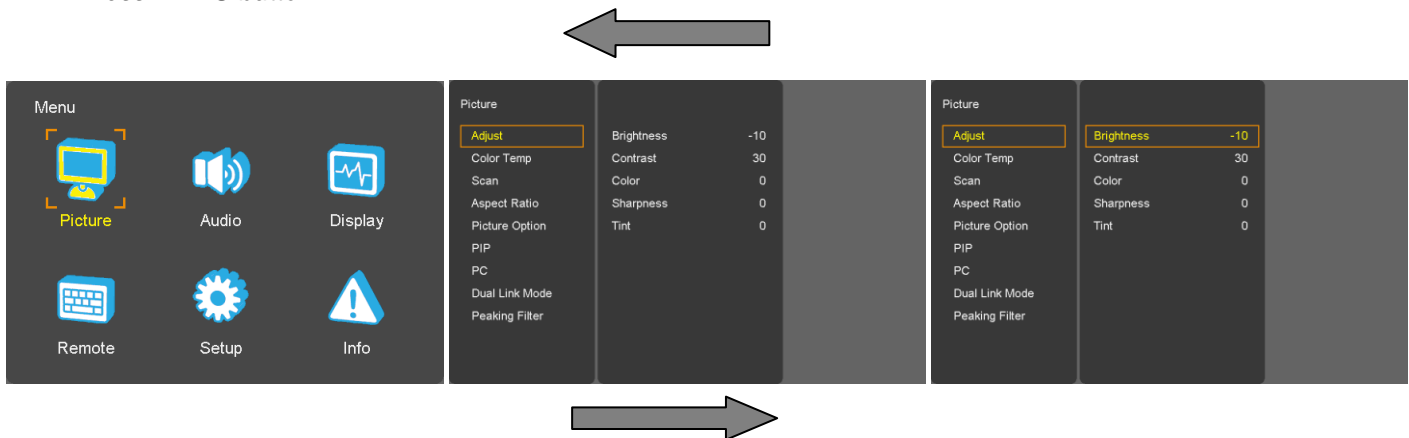 Menu
Picture Audio Display
Remote Setup Info
Picture
Adjust Brightness -10
Color Temp Contrast 30
Scan Color 0
Aspect Ratio Sharpness 0
Picture Option Tint 0
PIP
PC
Dual Link Mode
Peaking Filter
Picture
Adjust Brightness -10
Color Temp Contrast 30
Scan Color 0
Aspect Ratio Sharpness 0
Picture Option Tint 0
PIP
PC
Dual Link Mode
Peaking Filter